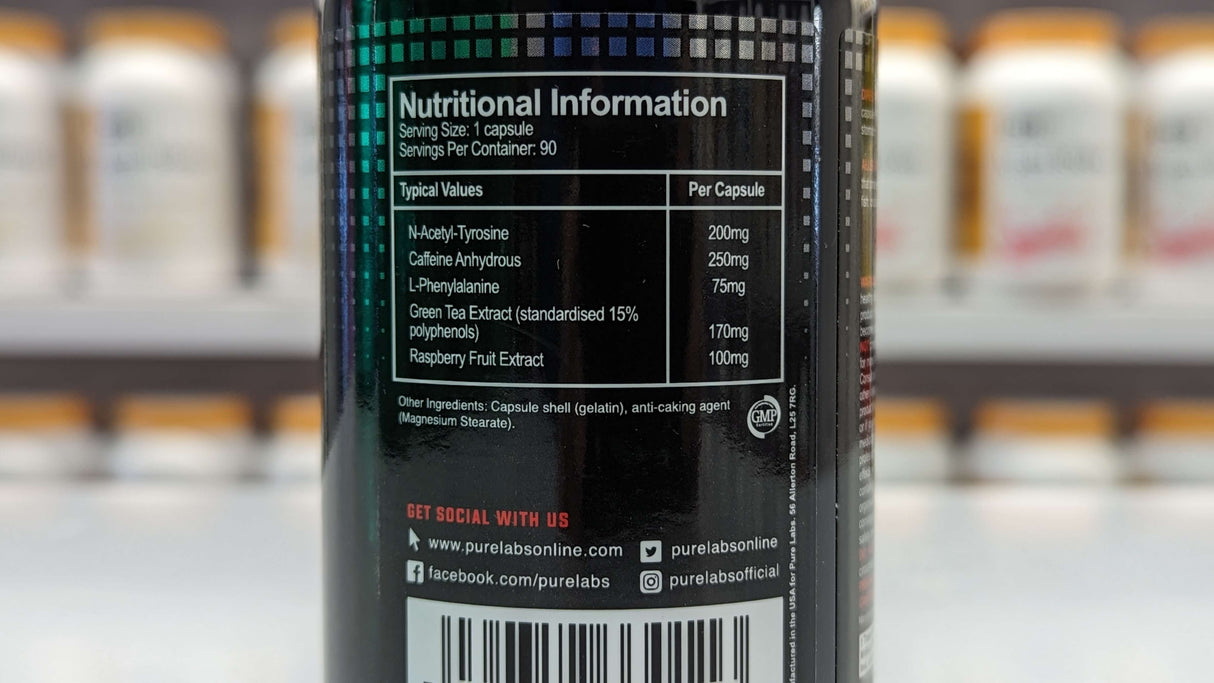 Nutritional Information
Serving Size: 1 capsule
Servings Per Container: 90
Typical Values Per Capsule
N-Acetyl-Tyrosine 200mg
Caffeine Anhydrous 250mg
L-Phenylalanine 75mg
Green Tea Extract (standardised 15%
polyphenols) 170mg
Raspberry Fruit Extract 100mg
Other Ingredients: Capsule shell (gelatin), anti-caking agent
(Magnesium Stearate).
GMP
Certified
GET SOCIAL WITH US
www.purelabsonline.com purelabsonline
facebook.com/purelabs purelabsofficial
in the USA for Pure Labs. 56 Allerton Road, L25 7RG.